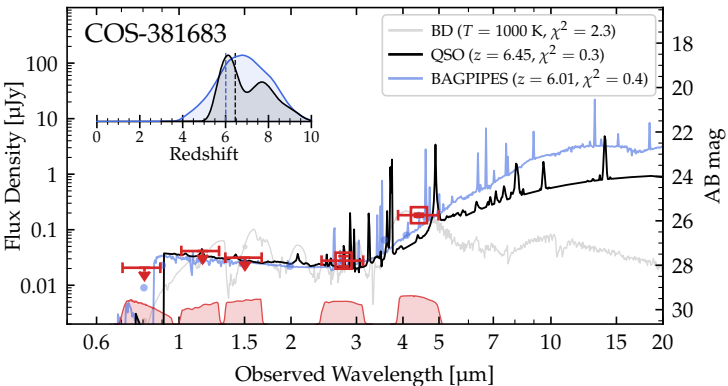 COS-381683
BD (T = 1000 K, χ² = 2.3)
QSO (z = 6.45, χ² = 0.3)
BAGPIPES (z = 6.01, χ² = 0.4)
100
10
1
0.1
0.01
Flux Density [µJy]
18
20
22
24
26
28
30
AB mag
0 2 4 6 8 10
Redshift
0.6 1 2 3 4 5 10 15 20
Observed Wavelength [µm]